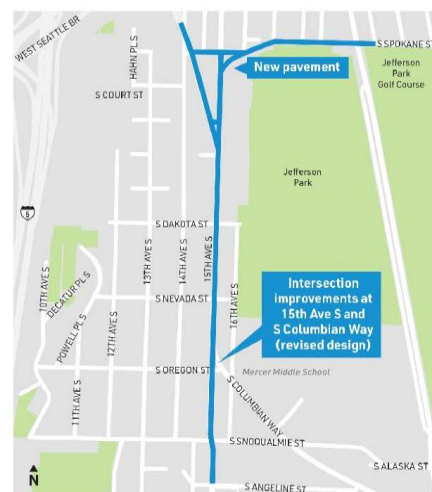 WEST SEATTLE BR
HAHN PL S
S SPOKANE ST
New pavement
Jefferson
Park
Golf Course
S COURT ST
Jefferson
Park
5
S DAKOTA ST
10TH AVE S
DECATUR PL S
POWELL PL S
13TH AVE S
14TH AVE S
15TH AVE S
16TH AVE S
S NEVADA ST
12TH AVE S
11TH AVE S
Intersection
improvements at
15th Ave S and
S Columbian Way
(revised design)
S OREGON ST
Mercer Middle School
S COLUMBIAN WAY
S SNOQUALMIE ST
S ALASKA ST
N
S ANGELINE ST